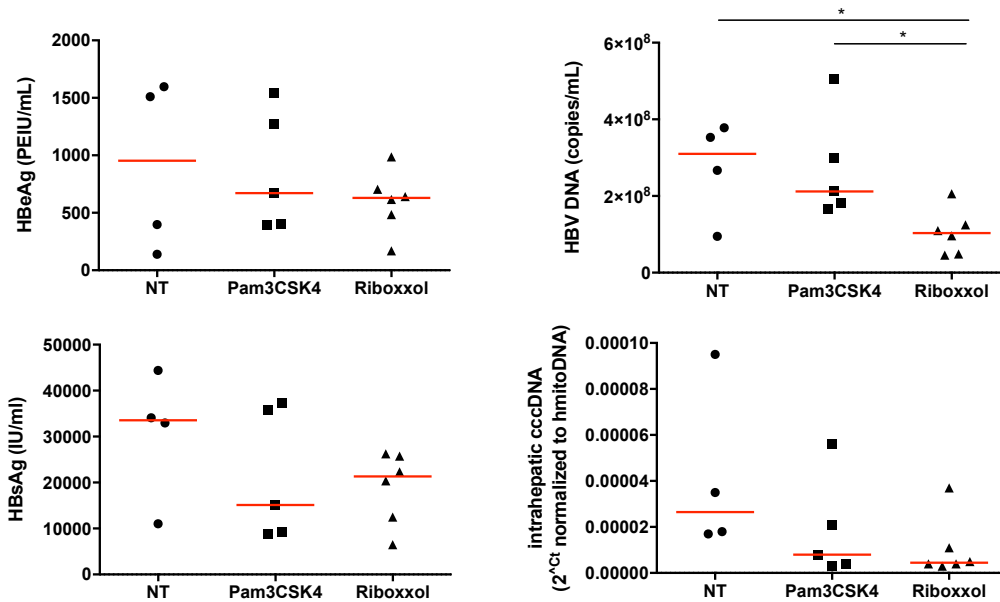 HBeAg (PEIU/mL)
2000
1500
1000
500
0
NT Pam3CSK4 Riboxxol
* 
*
HBV DNA (copies/mL)
6×10⁸
4×10⁸
2×10⁸
0
NT Pam3CSK4 Riboxxol
HBsAg (IU/ml)
50000
40000
30000
20000
10000
0
NT Pam3CSK4 Riboxxol
intrahepatic cccDNA
(2^Ct normalized to hmitoDNA)
0.00010
0.00008
0.00006
0.00004
0.00002
0.00000
NT Pam3CSK4 Riboxxol